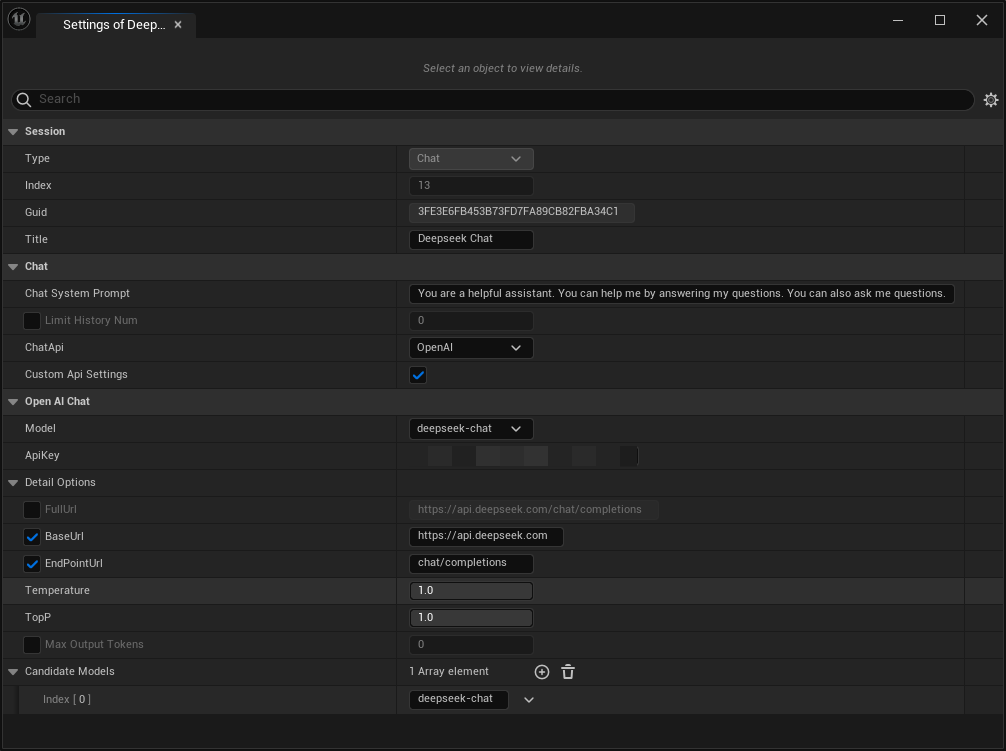 Settings of Deep...
Select an object to view details.
Search
Session
Type Chat
Index 13
Guid 3FE3E6FB453B73FD7FA89CB82FBA34C1
Title Deepseek Chat
Chat
Chat System Prompt You are a helpful assistant. You can help me by answering my questions. You can also ask me questions.
Limit History Num 0
ChatApi OpenAI
Custom Api Settings
Open AI Chat
Model deepseek-chat
ApiKey
Detail Options
FullUrl https://api.deepseek.com/chat/completions
BaseUrl https://api.deepseek.com
EndPointUrl chat/completions
Temperature 1.0
TopP 1.0
Max Output Tokens 0
Candidate Models 1 Array element
Index [ 0 ] deepseek-chat